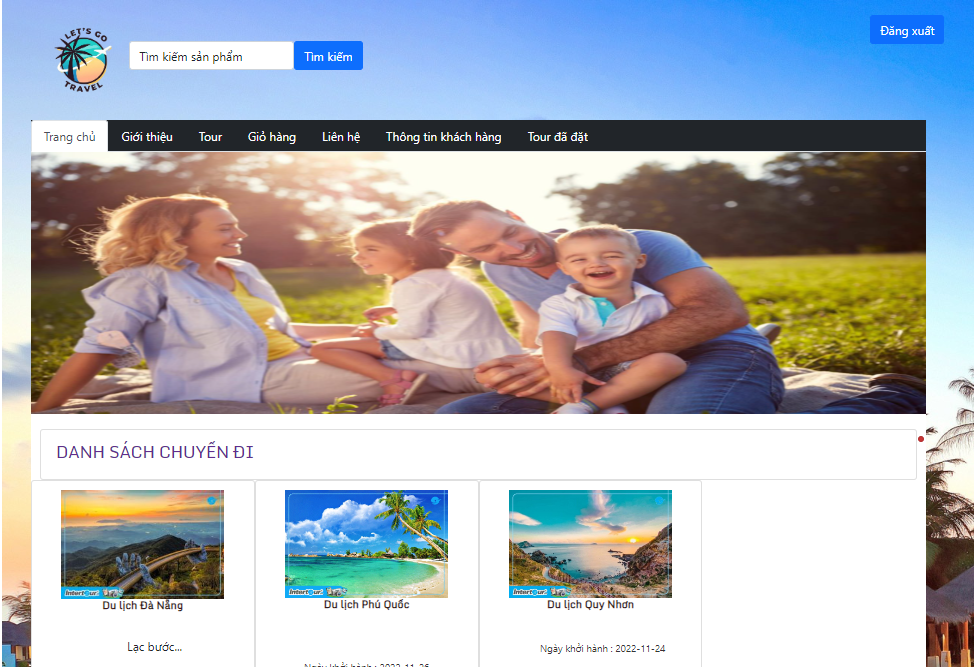 LET'S GO
TRAVEL
Tìm kiếm sản phẩm
Tìm kiếm
Đăng xuất
Trang chủ Giới thiệu Tour Giỏ hàng Liên hệ Thông tin khách hàng Tour đã đặt
DANH SÁCH CHUYẾN ĐI
intertour
intertour
intertour
Du lịch Đà Nẵng
Du lịch Phú Quốc
Du lịch Quy Nhơn
Lạc bước...
Ngày khởi hành : 2022-11-26
Ngày khởi hành : 2022-11-24